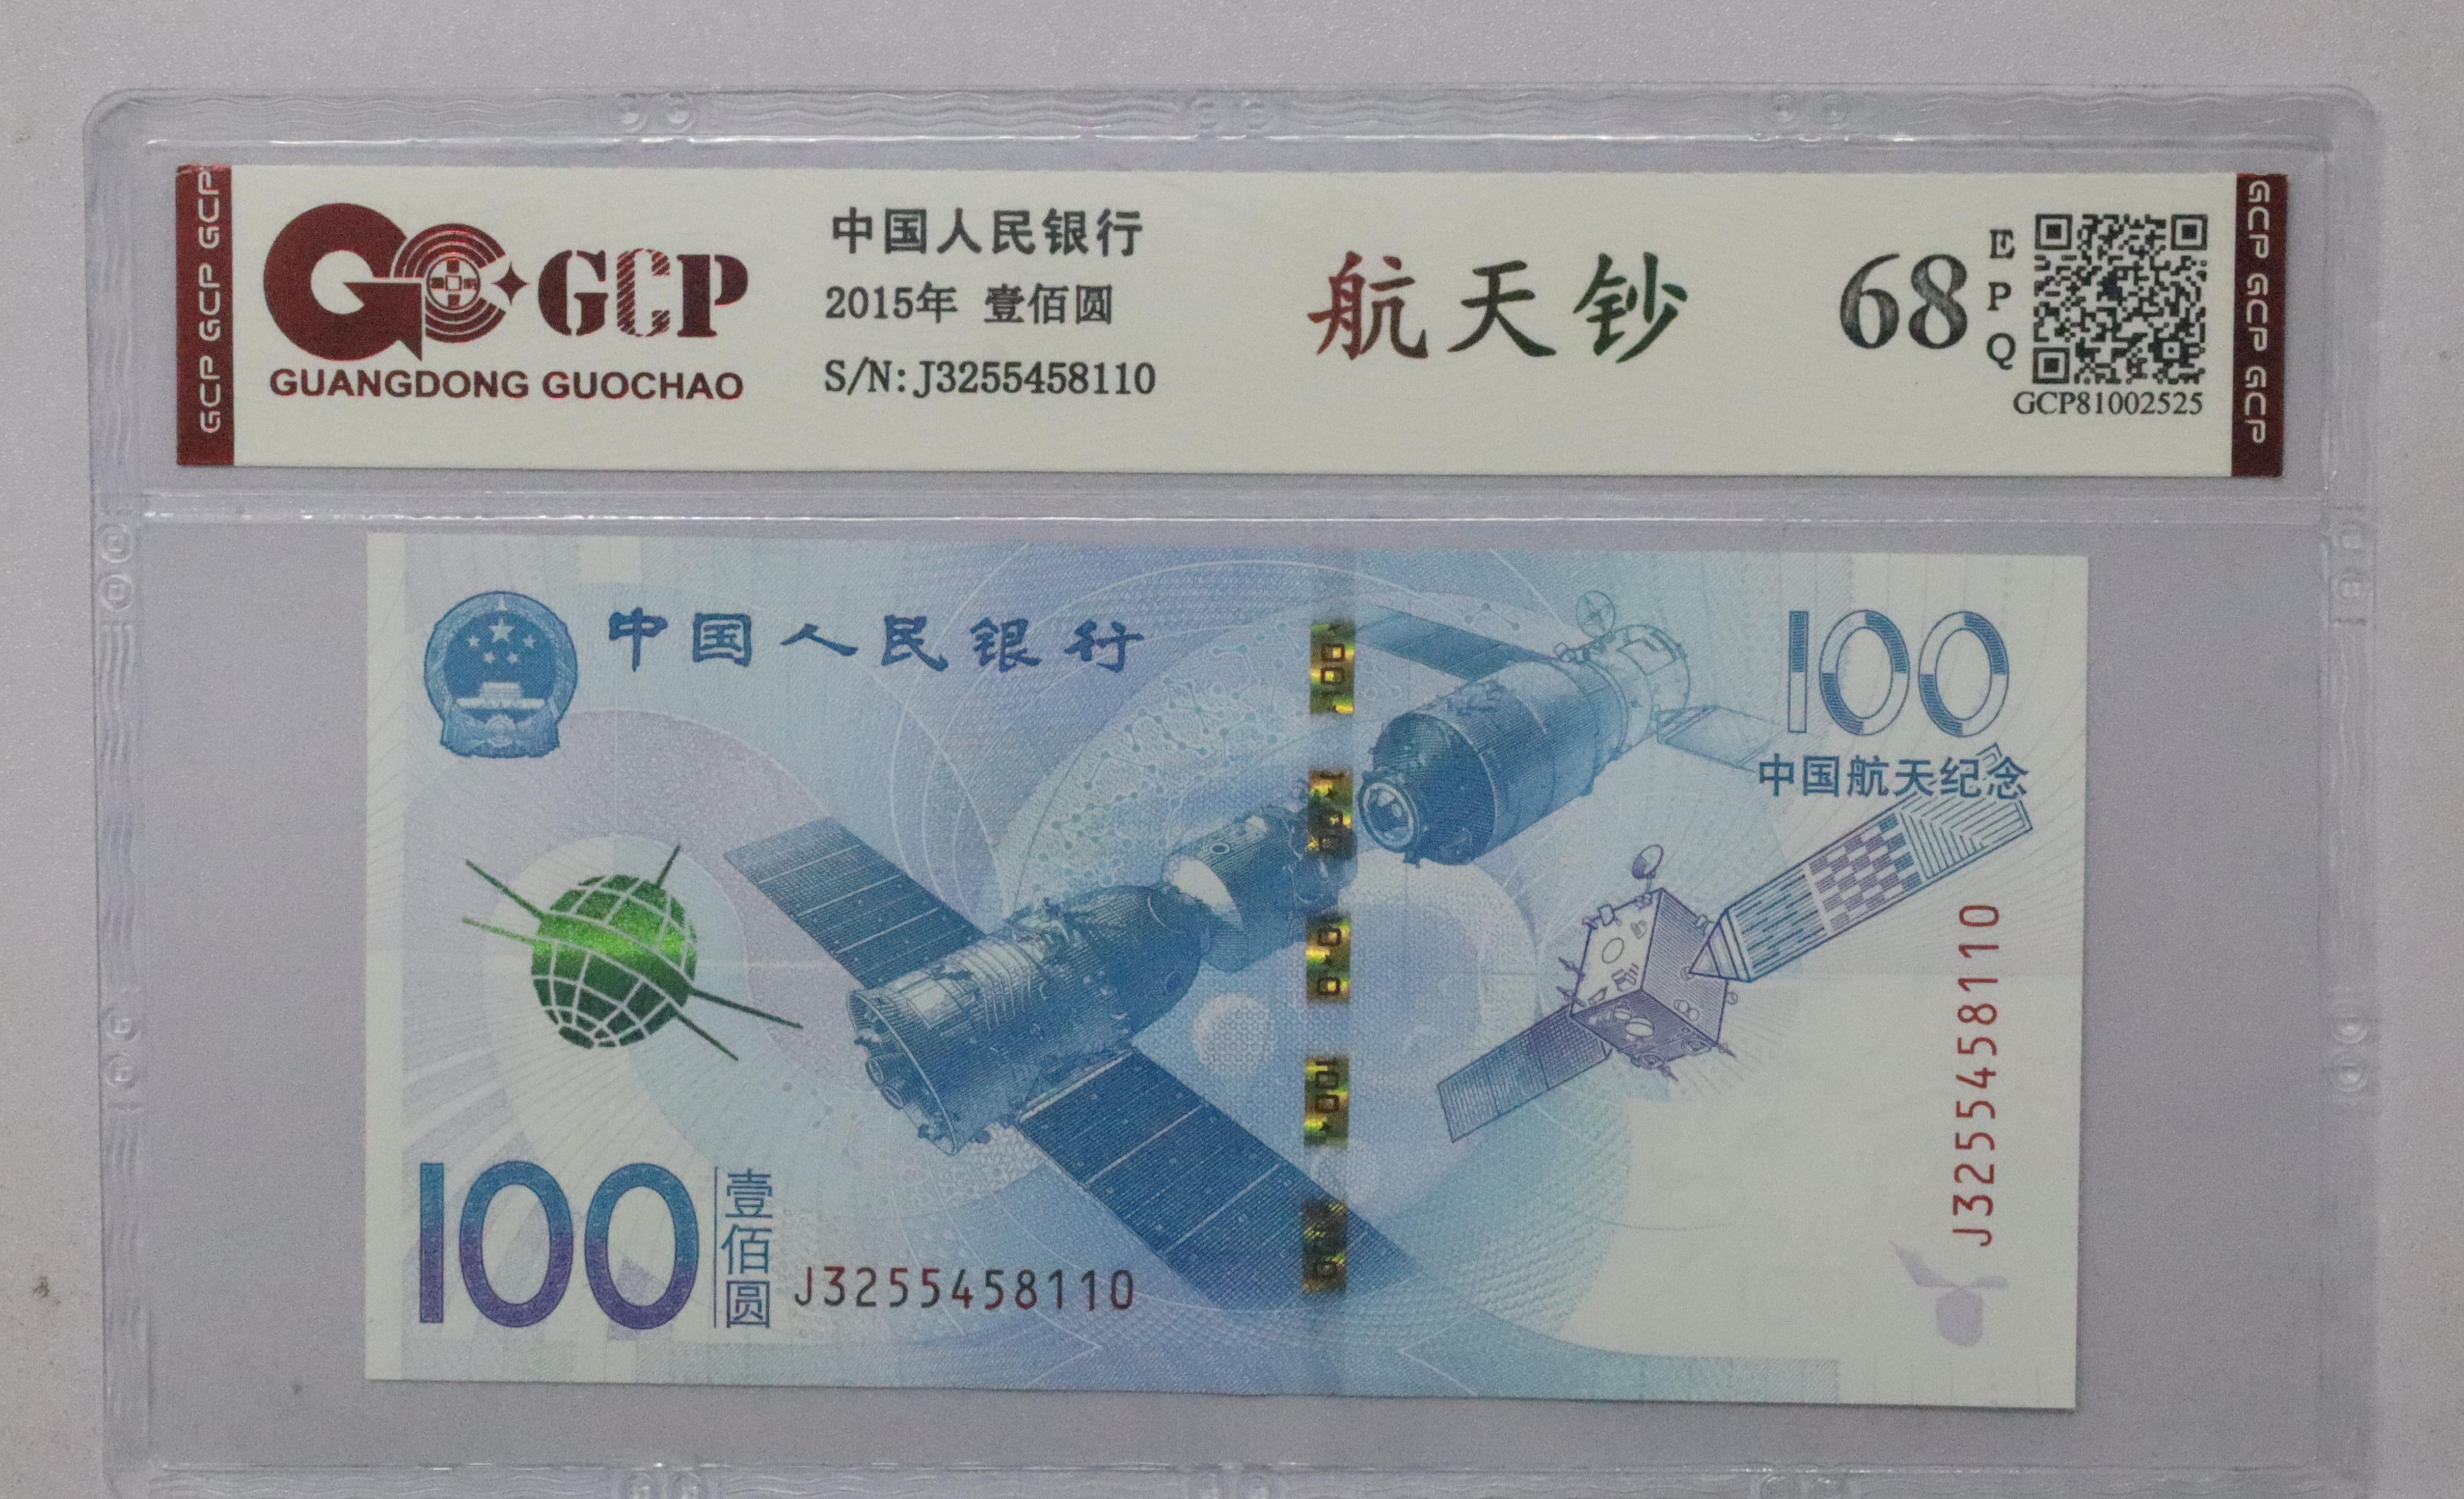 GCP GCP GCP
GCP
GUANGDONG GUOCHAO
中国人民银行
2015年 壹佰圆
S/N: J3255458110
航天钞
68
EPQ
GCP81002525
GCP GCP GCP
中国人民银行
100
中国航天纪念
100
壹佰圆
J3255458110
J3255458110
100